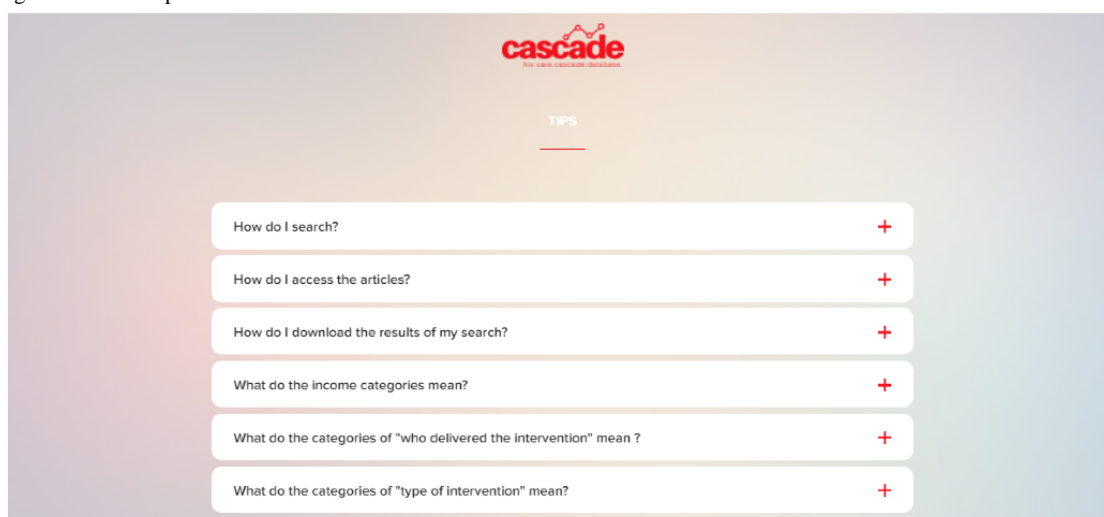 cascade
hiv care cascade database
TIPS
How do I search?
How do I access the articles?
How do I download the results of my search?
What do the income categories mean?
What do the categories of "who delivered the intervention" mean ?
What do the categories of "type of intervention" mean?